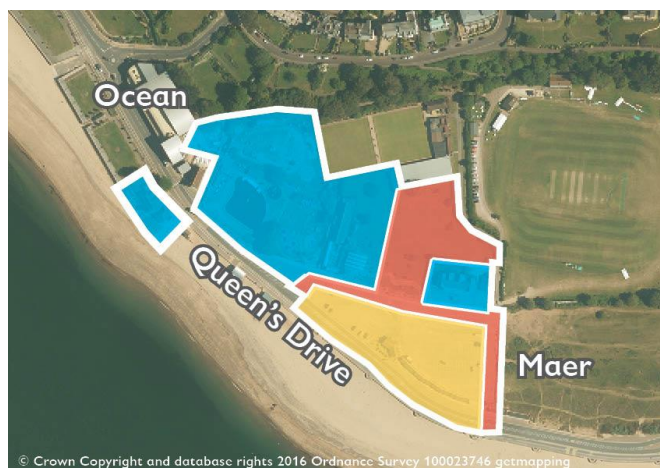 Ocean
Queen's Drive
Maer
© Crown Copyright and database rights 2016 Ordnance Survey 100023746 getmapping